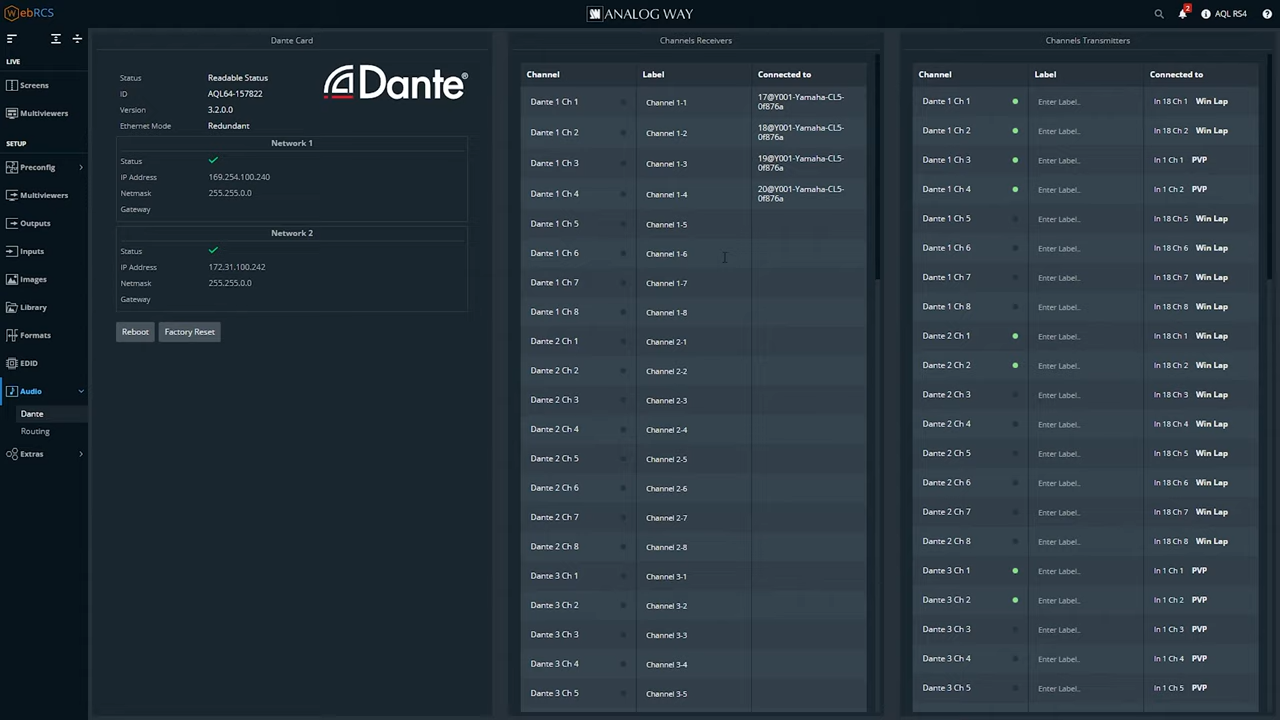 WebRCS
ANALOG WAY
2
AQL RS4
LIVE
Screens
Multiviewers
SETUP
Preconfig
Multiviewers
Outputs
Inputs
Images
Library
Formats
EDID
Audio
Dante
Routing
Extras
Dante Card
Status Readable Status
ID AQL64-157822
Version 3.2.0.0
Ethernet Mode Redundant
Dante®
Network 1
Status
IP Address 169.254.100.240
Netmask 255.255.0.0
Gateway
Network 2
Status
IP Address 172.31.100.242
Netmask 255.255.0.0
Gateway
Reboot Factory Reset
Channels Receivers
Channel Label Connected to
Dante 1 Ch 1 Channel 1-1 17@Y001-Yamaha-CL5-
0f876a
Dante 1 Ch 2 Channel 1-2 18@Y001-Yamaha-CL5-
0f876a
Dante 1 Ch 3 Channel 1-3 19@Y001-Yamaha-CL5-
0f876a
Dante 1 Ch 4 Channel 1-4 20@Y001-Yamaha-CL5-
0f876a
Dante 1 Ch 5 Channel 1-5
Dante 1 Ch 6 Channel 1-6
Dante 1 Ch 7 Channel 1-7
Dante 1 Ch 8 Channel 1-8
Dante 2 Ch 1 Channel 2-1
Dante 2 Ch 2 Channel 2-2
Dante 2 Ch 3 Channel 2-3
Dante 2 Ch 4 Channel 2-4
Dante 2 Ch 5 Channel 2-5
Dante 2 Ch 6 Channel 2-6
Dante 2 Ch 7 Channel 2-7
Dante 2 Ch 8 Channel 2-8
Dante 3 Ch 1 Channel 3-1
Dante 3 Ch 2 Channel 3-2
Dante 3 Ch 3 Channel 3-3
Dante 3 Ch 4 Channel 3-4
Dante 3 Ch 5 Channel 3-5
Channels Transmitters
Channel Label Connected to
Dante 1 Ch 1 Enter Label.. In 18 Ch 1 Win Lap
Dante 1 Ch 2 Enter Label.. In 18 Ch 2 Win Lap
Dante 1 Ch 3 Enter Label.. In 1 Ch 1 PVP
Dante 1 Ch 4 Enter Label.. In 1 Ch 2 PVP
Dante 1 Ch 5 Enter Label.. In 18 Ch 5 Win Lap
Dante 1 Ch 6 Enter Label.. In 18 Ch 6 Win Lap
Dante 1 Ch 7 Enter Label.. In 18 Ch 7 Win Lap
Dante 1 Ch 8 Enter Label.. In 18 Ch 8 Win Lap
Dante 2 Ch 1 Enter Label.. In 18 Ch 1 Win Lap
Dante 2 Ch 2 Enter Label.. In 18 Ch 2 Win Lap
Dante 2 Ch 3 Enter Label.. In 18 Ch 3 Win Lap
Dante 2 Ch 4 Enter Label.. In 18 Ch 4 Win Lap
Dante 2 Ch 5 Enter Label.. In 18 Ch 5 Win Lap
Dante 2 Ch 6 Enter Label.. In 18 Ch 6 Win Lap
Dante 2 Ch 7 Enter Label.. In 18 Ch 7 Win Lap
Dante 2 Ch 8 Enter Label.. In 18 Ch 8 Win Lap
Dante 3 Ch 1 Enter Label.. In 1 Ch 1 PVP
Dante 3 Ch 2 Enter Label.. In 1 Ch 2 PVP
Dante 3 Ch 3 Enter Label.. In 1 Ch 3 PVP
Dante 3 Ch 4 Enter Label.. In 1 Ch 4 PVP
Dante 3 Ch 5 Enter Label.. In 1 Ch 5 PVP